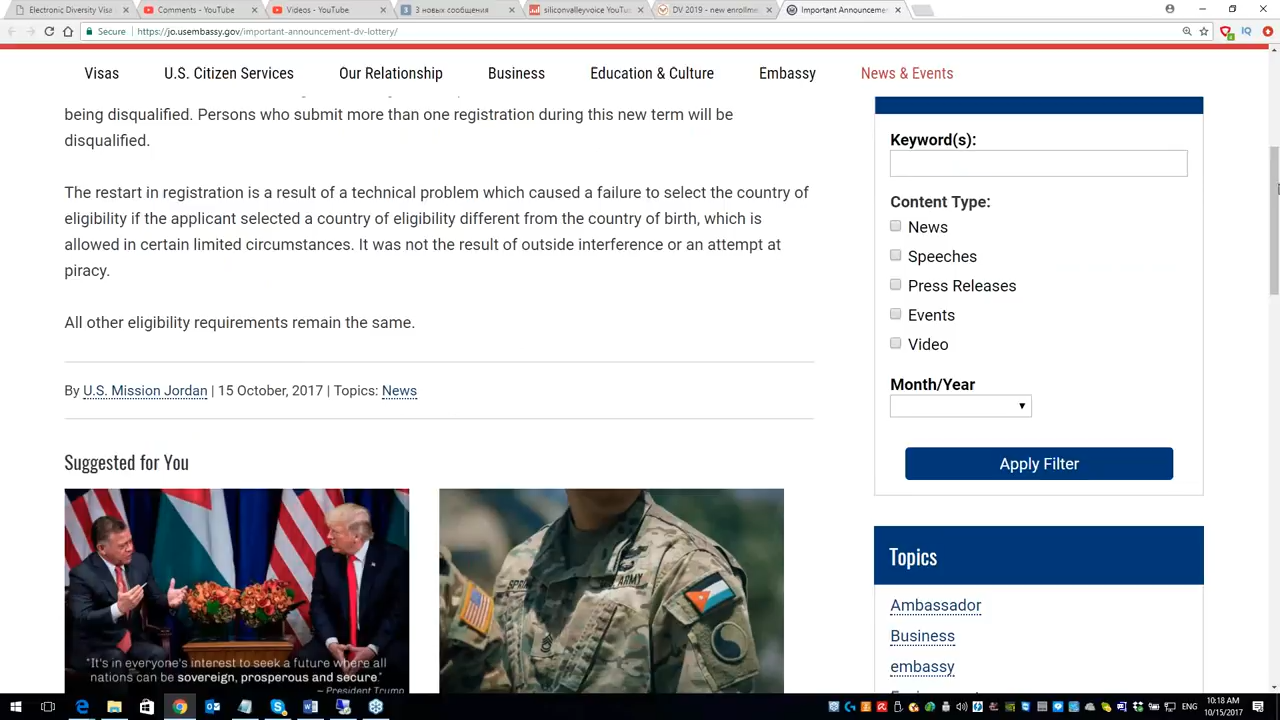 Electronic Diversity Visa
Comments - YouTube
Videos - YouTube
3 новых сообщения
siliconvalleyvoice YouTu
DV 2019 - new enrollme
Important Announceme
Secure
https://jo.usembassy.gov/important-announcement-dv-lottery/
Visas
U.S. Citizen Services
Our Relationship
Business
Education & Culture
Embassy
News & Events
being disqualified. Persons who submit more than one registration during this new term will be
disqualified.
The restart in registration is a result of a technical problem which caused a failure to select the country of
eligibility if the applicant selected a country of eligibility different from the country of birth, which is
allowed in certain limited circumstances. It was not the result of outside interference or an attempt at
piracy.
All other eligibility requirements remain the same.
By U.S. Mission Jordan | 15 October, 2017 | Topics: News
Suggested for You
"It's in everyone's interest to seek a future where all
nations can be sovereign, prosperous and secure."
~ President Trump
U.S. ARMY
Keyword(s):
Content Type:
News
Speeches
Press Releases
Events
Video
Month/Year
Apply Filter
Topics
Ambassador
Business
embassy
ENG
10:18 AM
10/15/2017